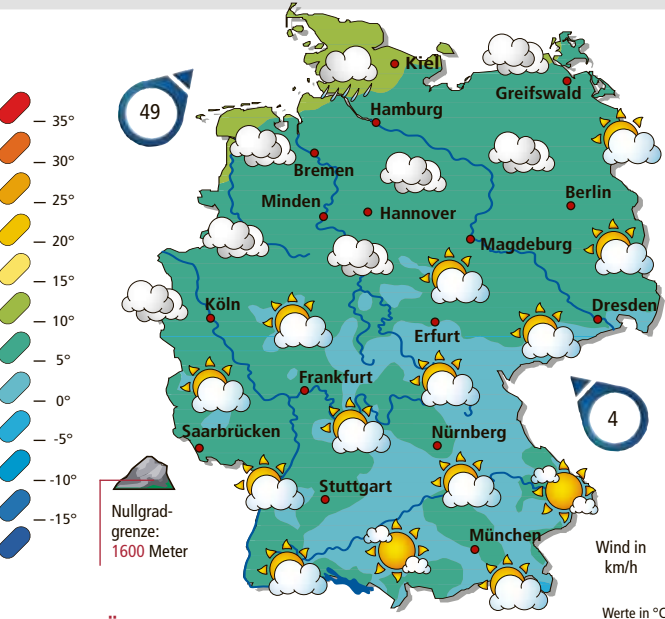 Kiel
Greifswald
49
Hamburg
35°
30°
25°
20°
15°
10°
5°
0°
-5°
-10°
-15°
Bremen
Minden
Hannover
Berlin
Magdeburg
Köln
Dresden
Erfurt
Frankfurt
4
Saarbrücken
Nürnberg
Stuttgart
München
Nullgrad-
grenze:
1600 Meter
Wind in
km/h
Werte in °C